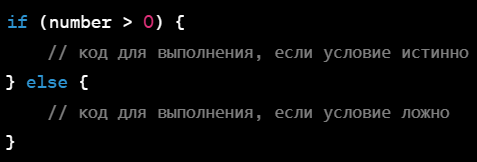 if (number > 0) {
    // код для выполнения, если условие истинно
} else {
    // код для выполнения, если условие ложно
}